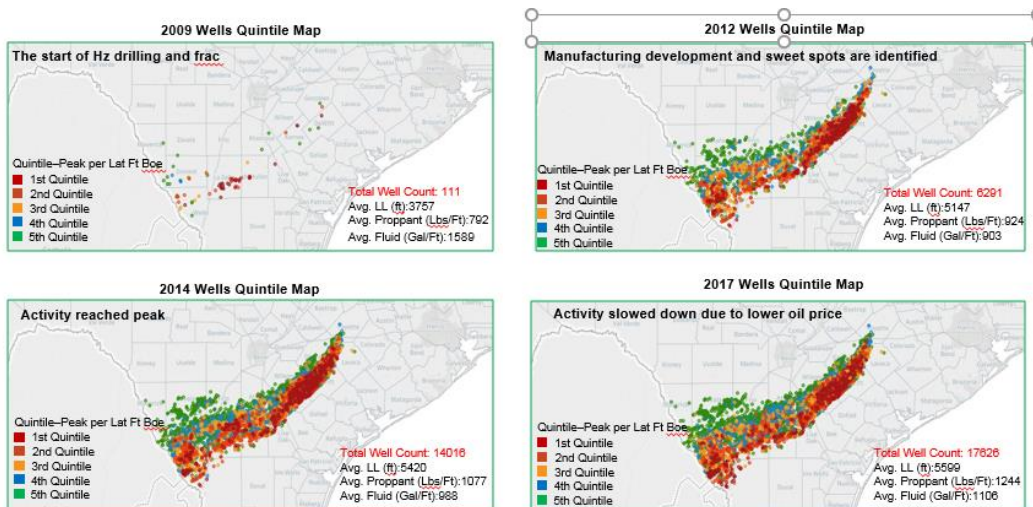 2009 Wells Quintile Map
The start of Hz drilling and frac
Quintile–Peak per Lat Ft Boe
1st Quintile
2nd Quintile
3rd Quintile
4th Quintile
5th Quintile
Total Well Count: 111
Avg. LL (ft):3757
Avg. Proppant (Lbs/Ft):792
Avg. Fluid (Gal/Ft):1589
2012 Wells Quintile Map
Manufacturing development and sweet spots are identified
Quintile–Peak per Lat Ft Boe
1st Quintile
2nd Quintile
3rd Quintile
4th Quintile
5th Quintile
Total Well Count: 6291
Avg. LL (ft):5147
Avg. Proppant (Lbs/Ft):924
Avg. Fluid (Gal/Ft):903
2014 Wells Quintile Map
Activity reached peak
Quintile–Peak per Lat Ft Boe
1st Quintile
2nd Quintile
3rd Quintile
4th Quintile
5th Quintile
Total Well Count: 14016
Avg. LL (ft):5420
Avg. Proppant (Lbs/Ft):1077
Avg. Fluid (Gal/Ft):988
2017 Wells Quintile Map
Activity slowed down due to lower oil price
Quintile–Peak per Lat Ft Boe
1st Quintile
2nd Quintile
3rd Quintile
4th Quintile
5th Quintile
Total Well Count: 17626
Avg. LL (ft):5599
Avg. Proppant (Lbs/Ft):1244
Avg. Fluid (Gal/Ft):1106